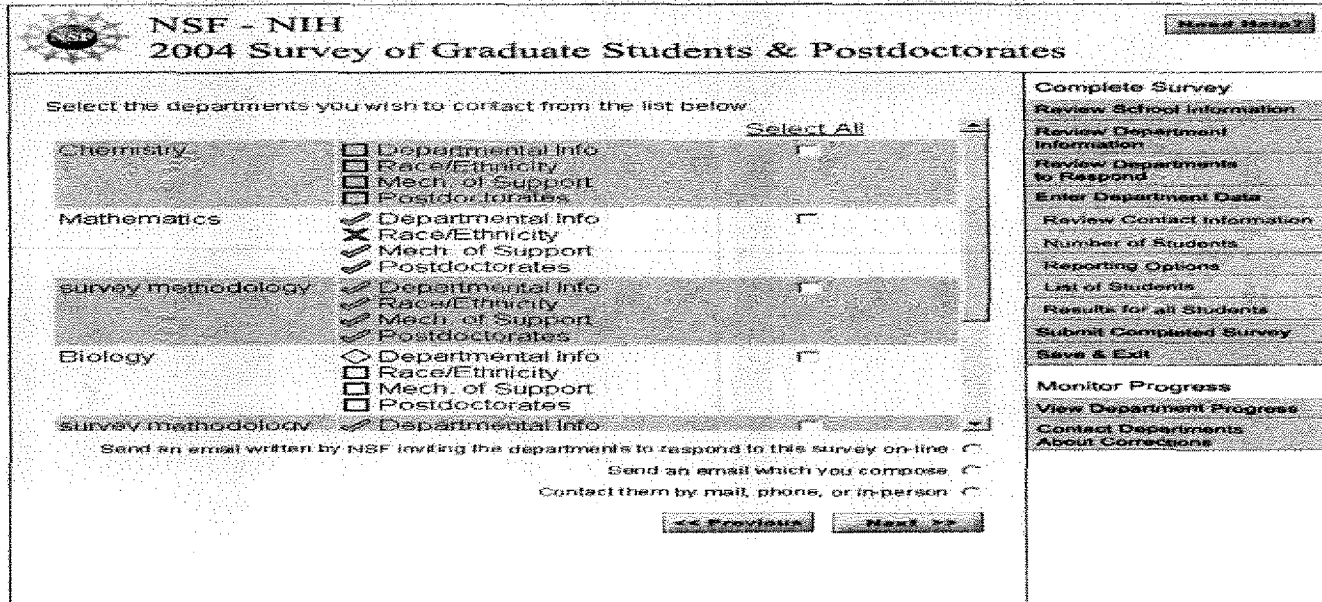 NSF - NIH
2004 Survey of Graduate Students & Postdoctorates
Need Help?
Select the departments you wish to contact from the list below.
Select All
Chemistry
Departmental Info
Race/Ethnicity
Mech. of Support
Postdoctorates
Mathematics
Departmental Info
Race/Ethnicity
Mech. of Support
Postdoctorates
survey methodology
Departmental Info
Race/Ethnicity
Mech. of Support
Postdoctorates
Biology
Departmental Info
Race/Ethnicity
Mech. of Support
Postdoctorates
survey methodology
Departmental Info
Send an email written by NSF inviting the departments to respond to this survey on-line
Send an email which you compose
Contact them by mail, phone, or in-person
<< Previous
Next >>
Complete Survey
Review School Information
Review Department
Information
Review Departments
to Respond
Enter Department Data
Review Contact Information
Number of Students
Reporting Options
List of Students
Results for all Students
Submit Completed Survey
Save & Exit
Monitor Progress
View Department Progress
Contact Departments
About Corrections